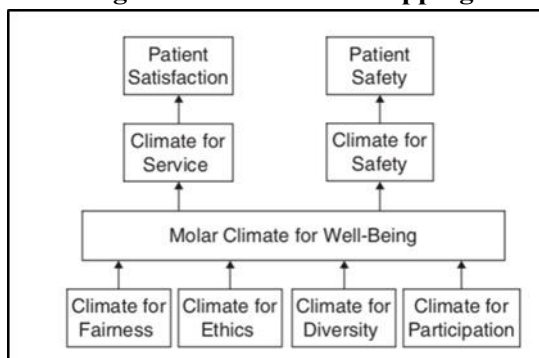 Patient
Satisfaction
Patient
Safety
Climate for
Service
Climate for
Safety
Molar Climate for Well-Being
Climate for
Fairness
Climate for
Ethics
Climate for
Diversity
Climate for
Participation